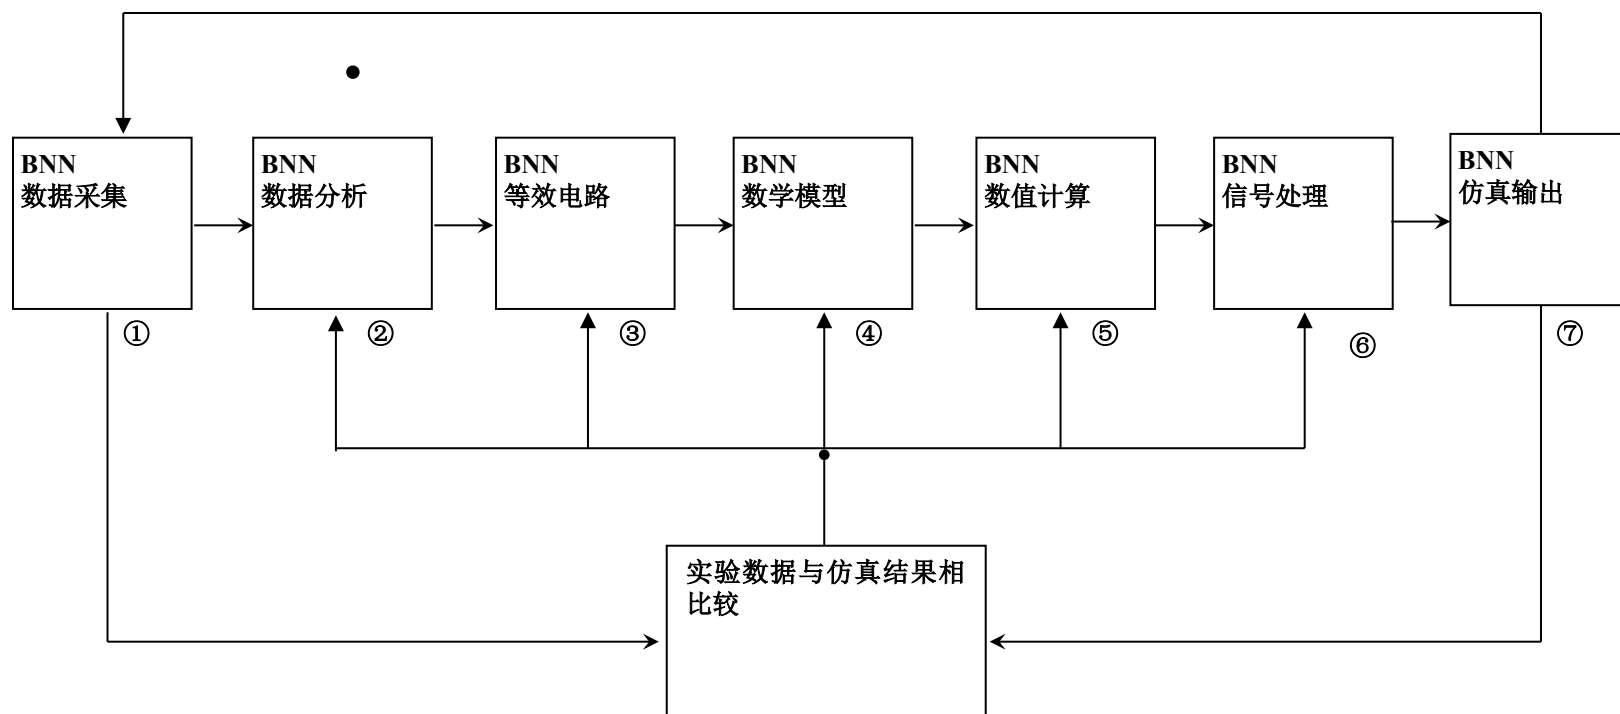 BNN
数据采集
BNN
数据分析
BNN
等效电路
BNN
数学模型
BNN
数值计算
BNN
信号处理
BNN
仿真输出
①
②
③
④
⑤
⑥
⑦
实验数据与仿真结果相
比较